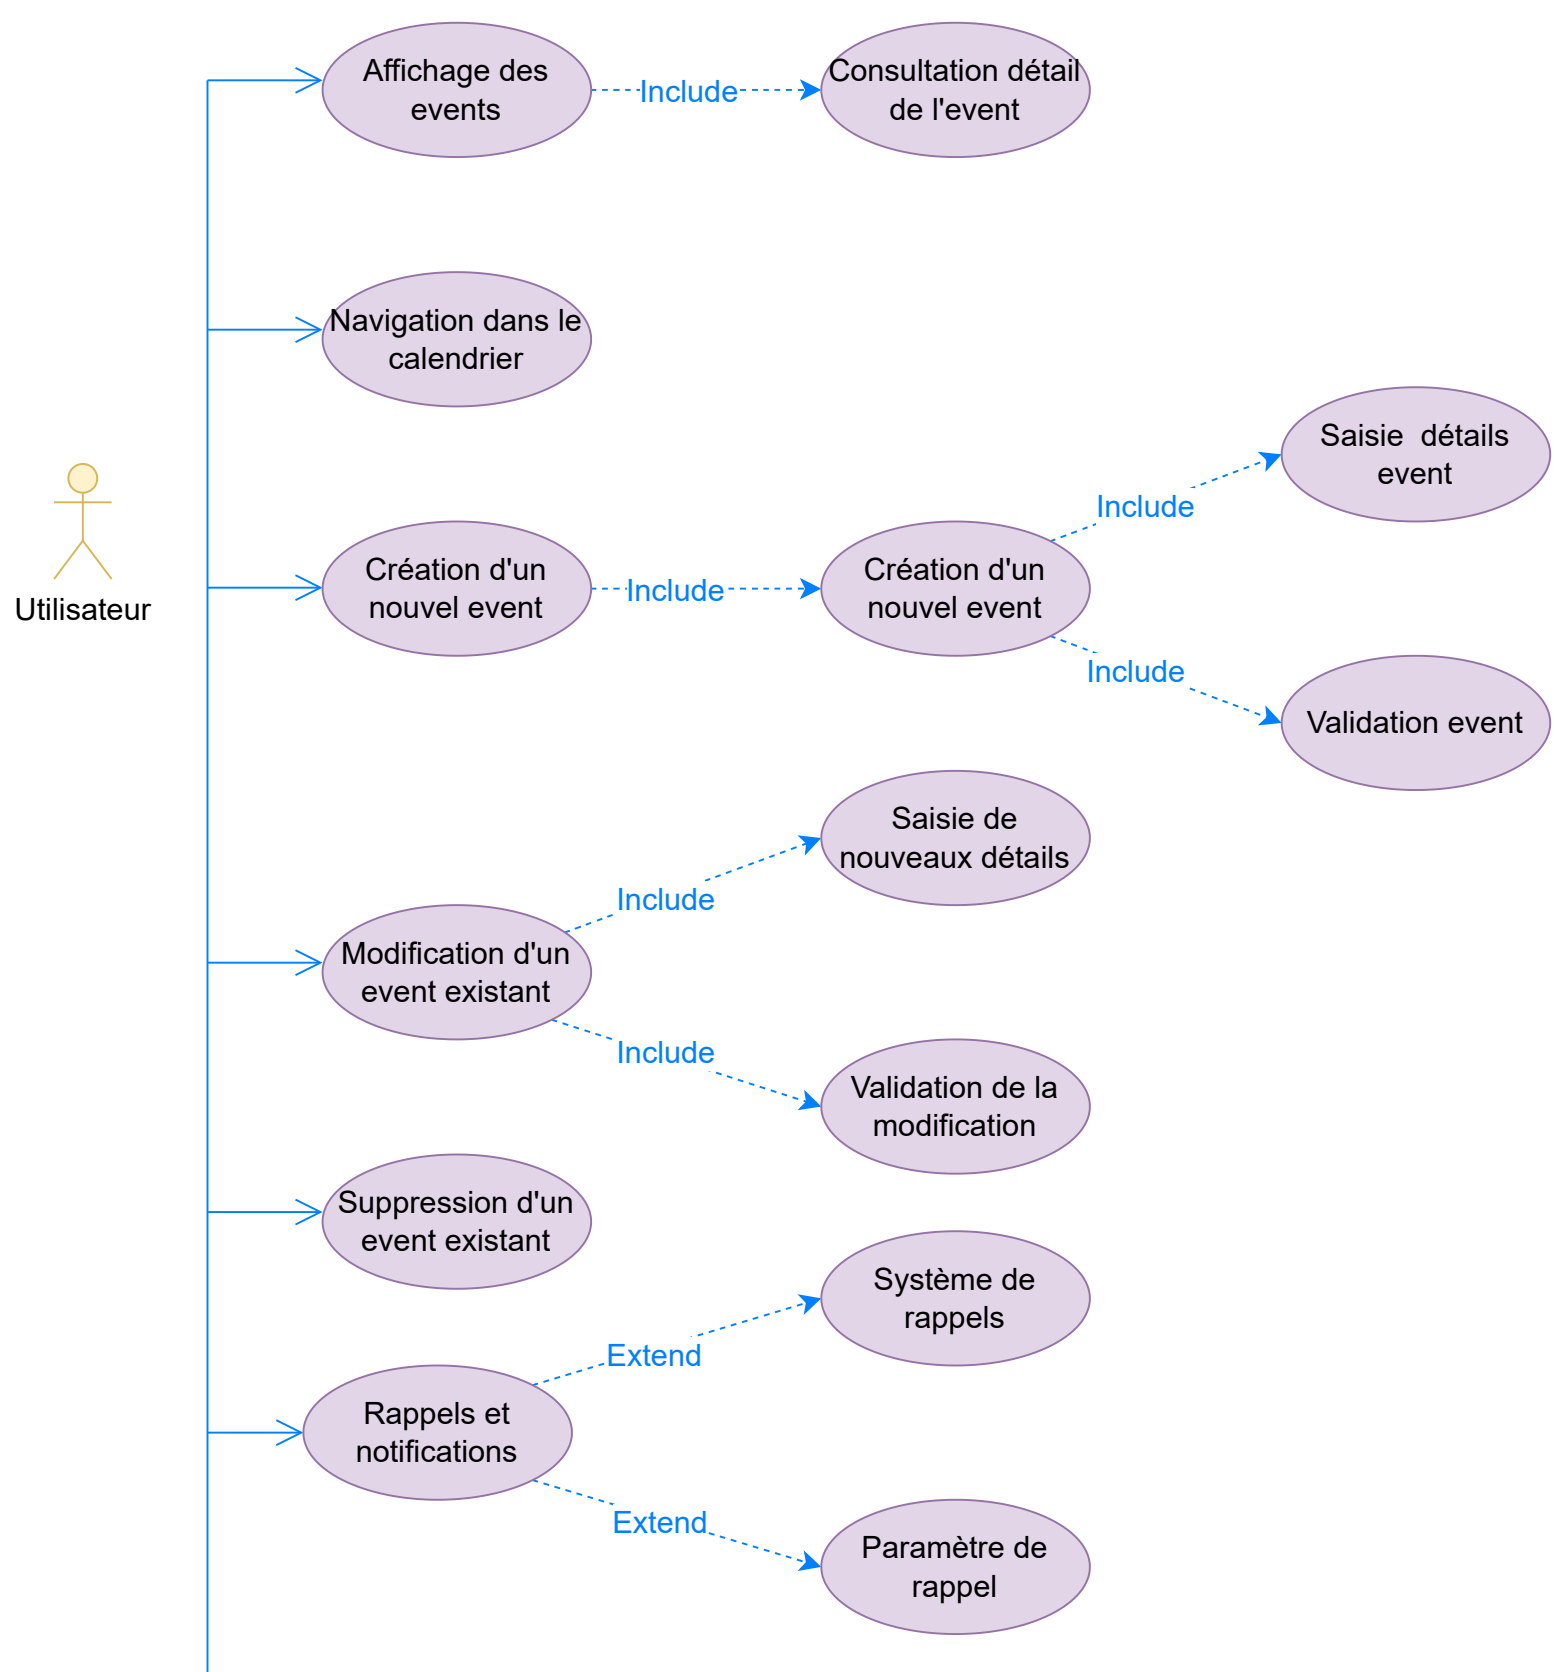 Affichage des
events
Include
Consultation détail
de l'event
Navigation dans le
calendrier
Utilisateur
Création d'un
nouvel event
Include
Création d'un
nouvel event
Include
Saisie  détails
event
Include
Validation event
Modification d'un
event existant
Include
Saisie de
nouveaux détails
Include
Validation de la
modification
Suppression d'un
event existant
Rappels et
notifications
Extend
Système de
rappels
Extend
Paramètre de
rappel